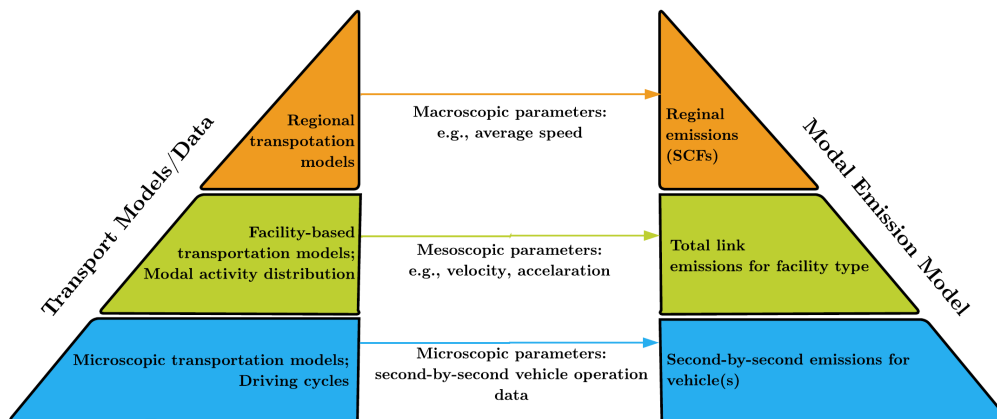 Transport Models/Data
Modal Emission Model
Regional
transpotation
models
Macroscopic parameters:
e.g., average speed
Reginal
emissions
(SCFs)
Facility-based
transportation models;
Modal activity distribution
Mesoscopic parameters:
e.g., velocity, accelaration
Total link
emissions for facility type
Microscopic transportation models;
Driving cycles
Microscopic parameters:
second-by-second vehicle operation
data
Second-by-second emissions for
vehicle(s)